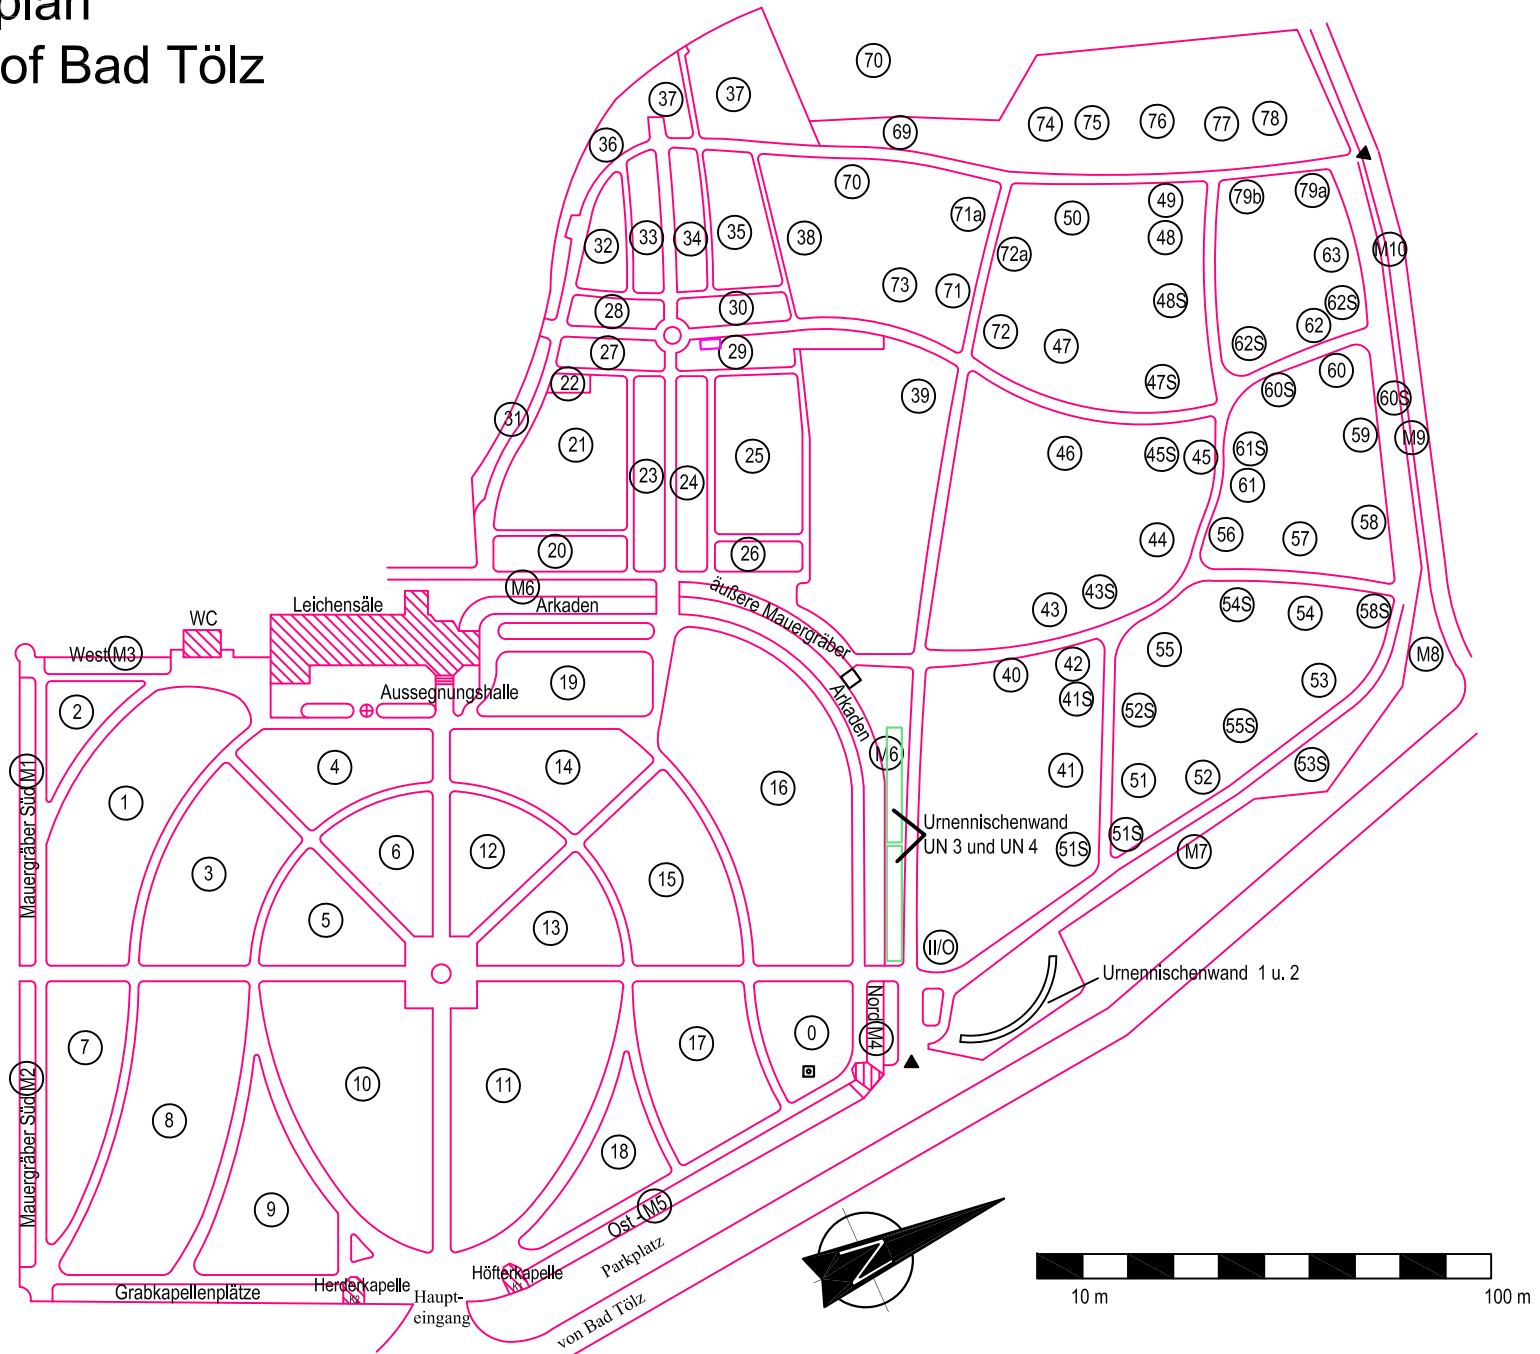 plan
of Bad Tölz
70
37
37
74
75
76
77
78
69
36
70
79b
79a
49
71a
50
32
33
34
35
38
48
72a
63
M10
73
71
48S
62S
28
30
62
72
27
29
47
62S
22
60
47S
60S
39
60S
31
21
25
46
45S
45
61S
59
M9
23
24
61
58
20
26
44
56
57
M6
äußere Mauergräber
Arkaden
Leichensäle
WC
43
43S
54S
54
58S
West M3
55
M8
40
42
19
Aussegnungshalle
Arkaden
41S
53
2
52S
55S
M6
4
14
41
51
52
53S
Mauergräber Süd M1
1
16
Urnennischenwand
UN 3 und UN 4
51S
51S
M7
6
12
3
15
5
13
II/O
Urnennischenwand 1 u. 2
Nord M4
7
17
0
Mauergräber Süd M2
10
11
8
18
9
Ost - M5
Parkplatz
Höfterkapelle
K1
Herderkapelle
K2
Grabkapellenplätze
Haupt-
eingang
von Bad Tölz
N
10 m
100 m